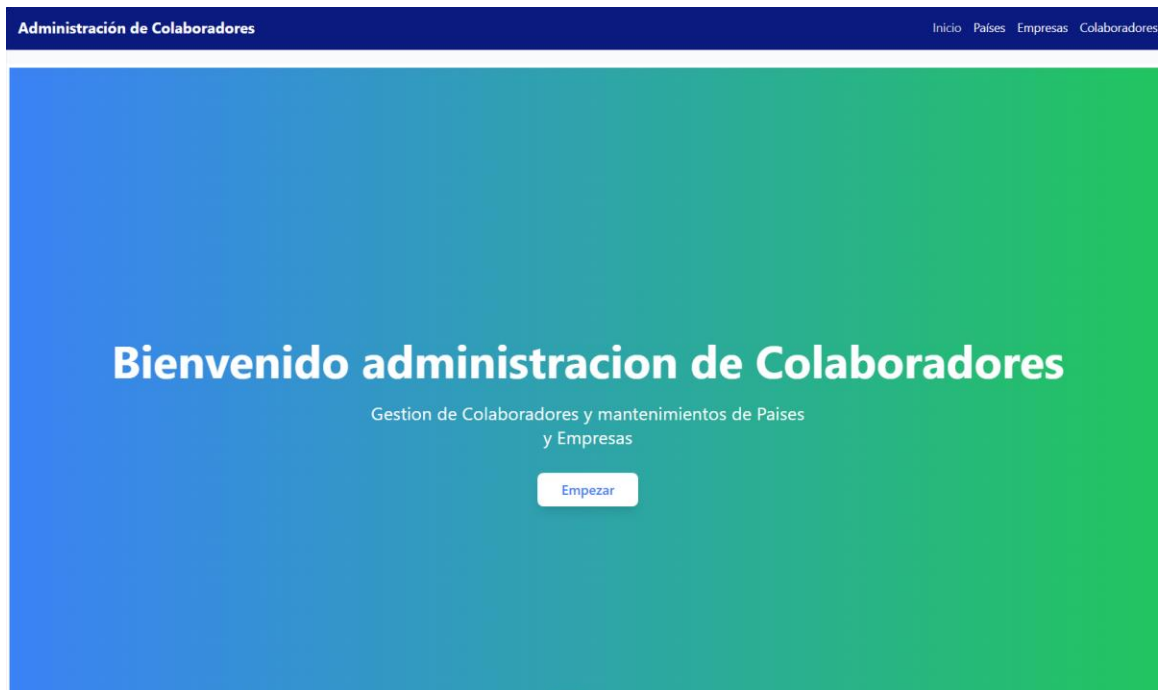 Administración de Colaboradores
Inicio Países Empresas Colaboradores
Bienvenido administracion de Colaboradores
Gestion de Colaboradores y mantenimientos de Paises
y Empresas
Empezar